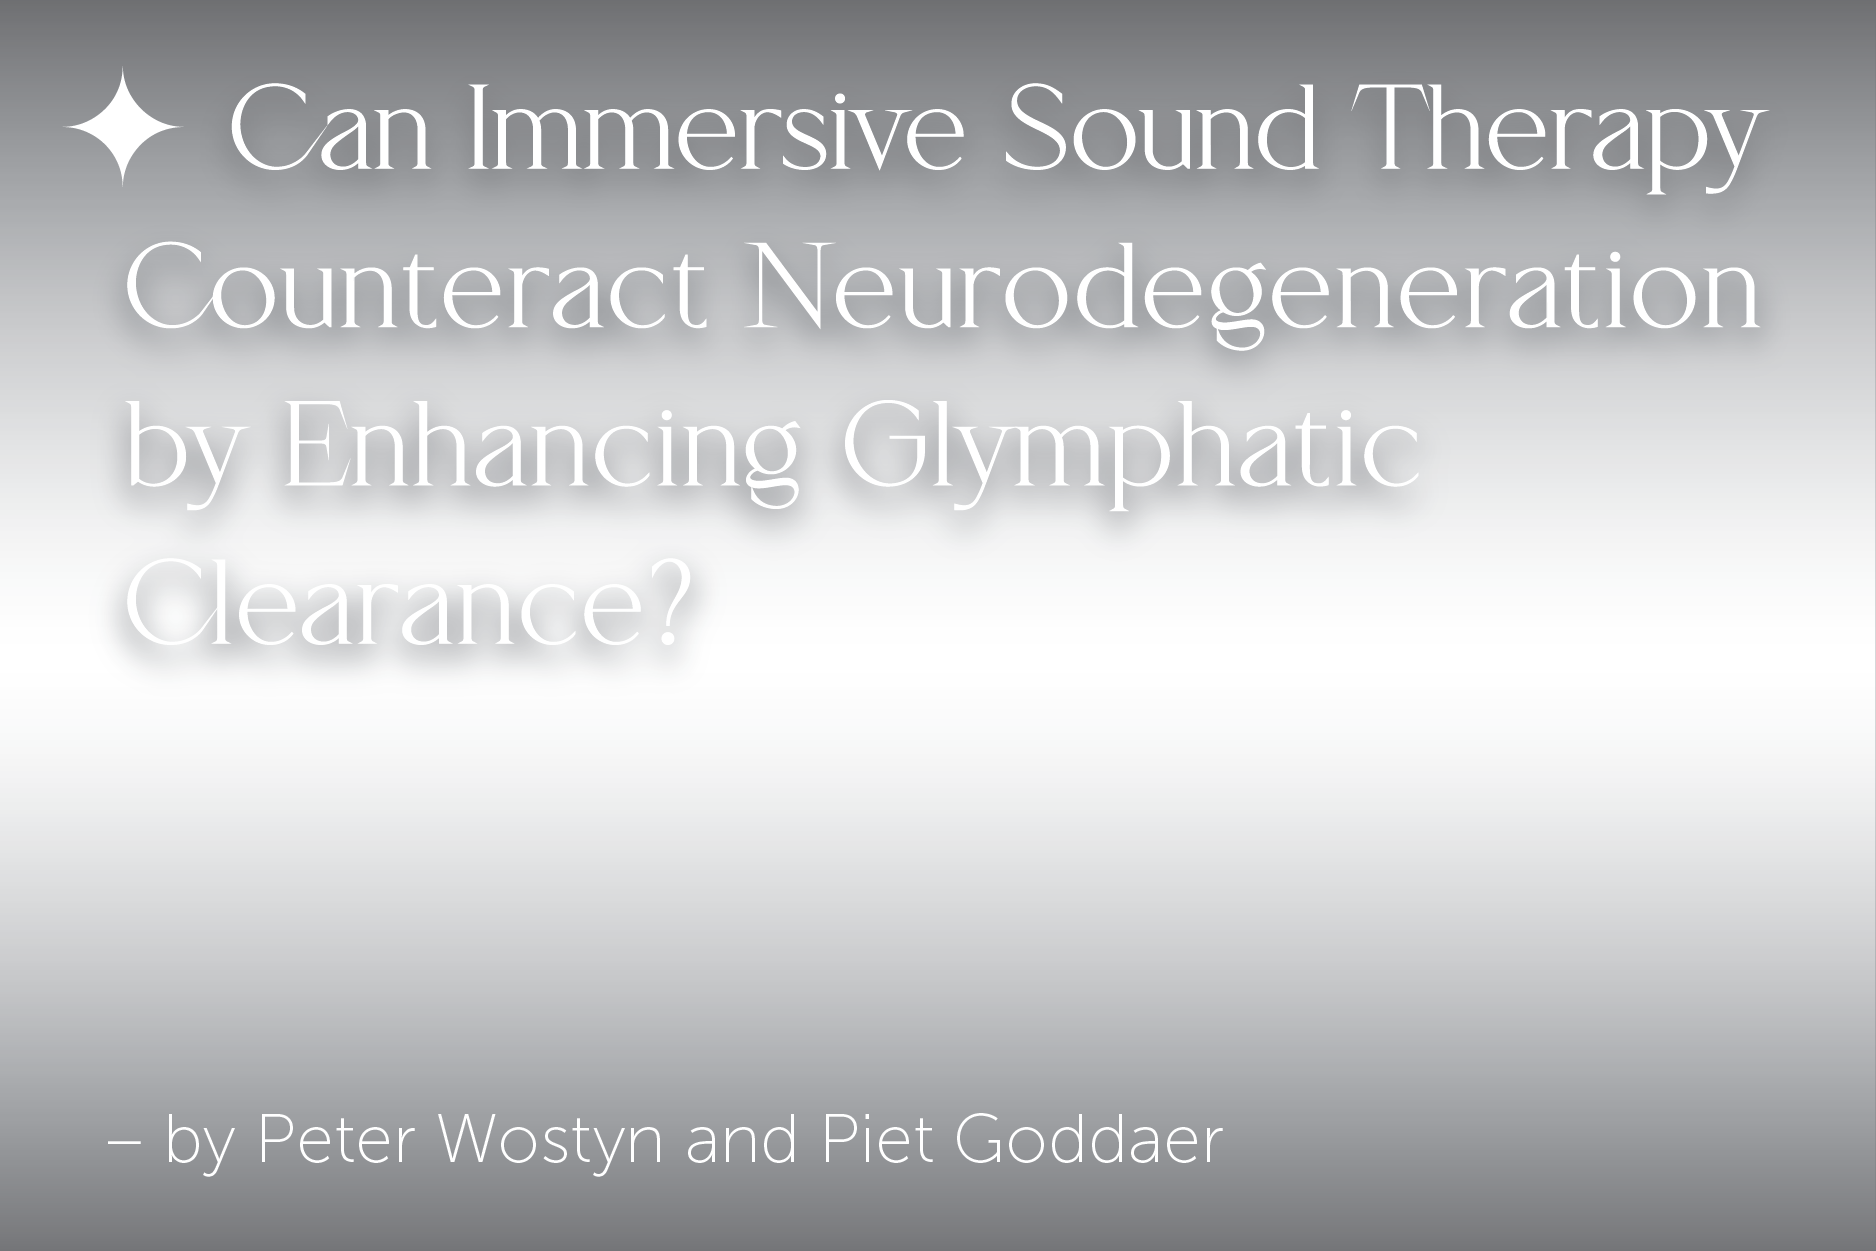 Can Immersive Sound Therapy
Counteract Neurodegeneration
by Enhancing Glymphatic
Clearance?
– by Peter Wostyn and Piet Goddaer